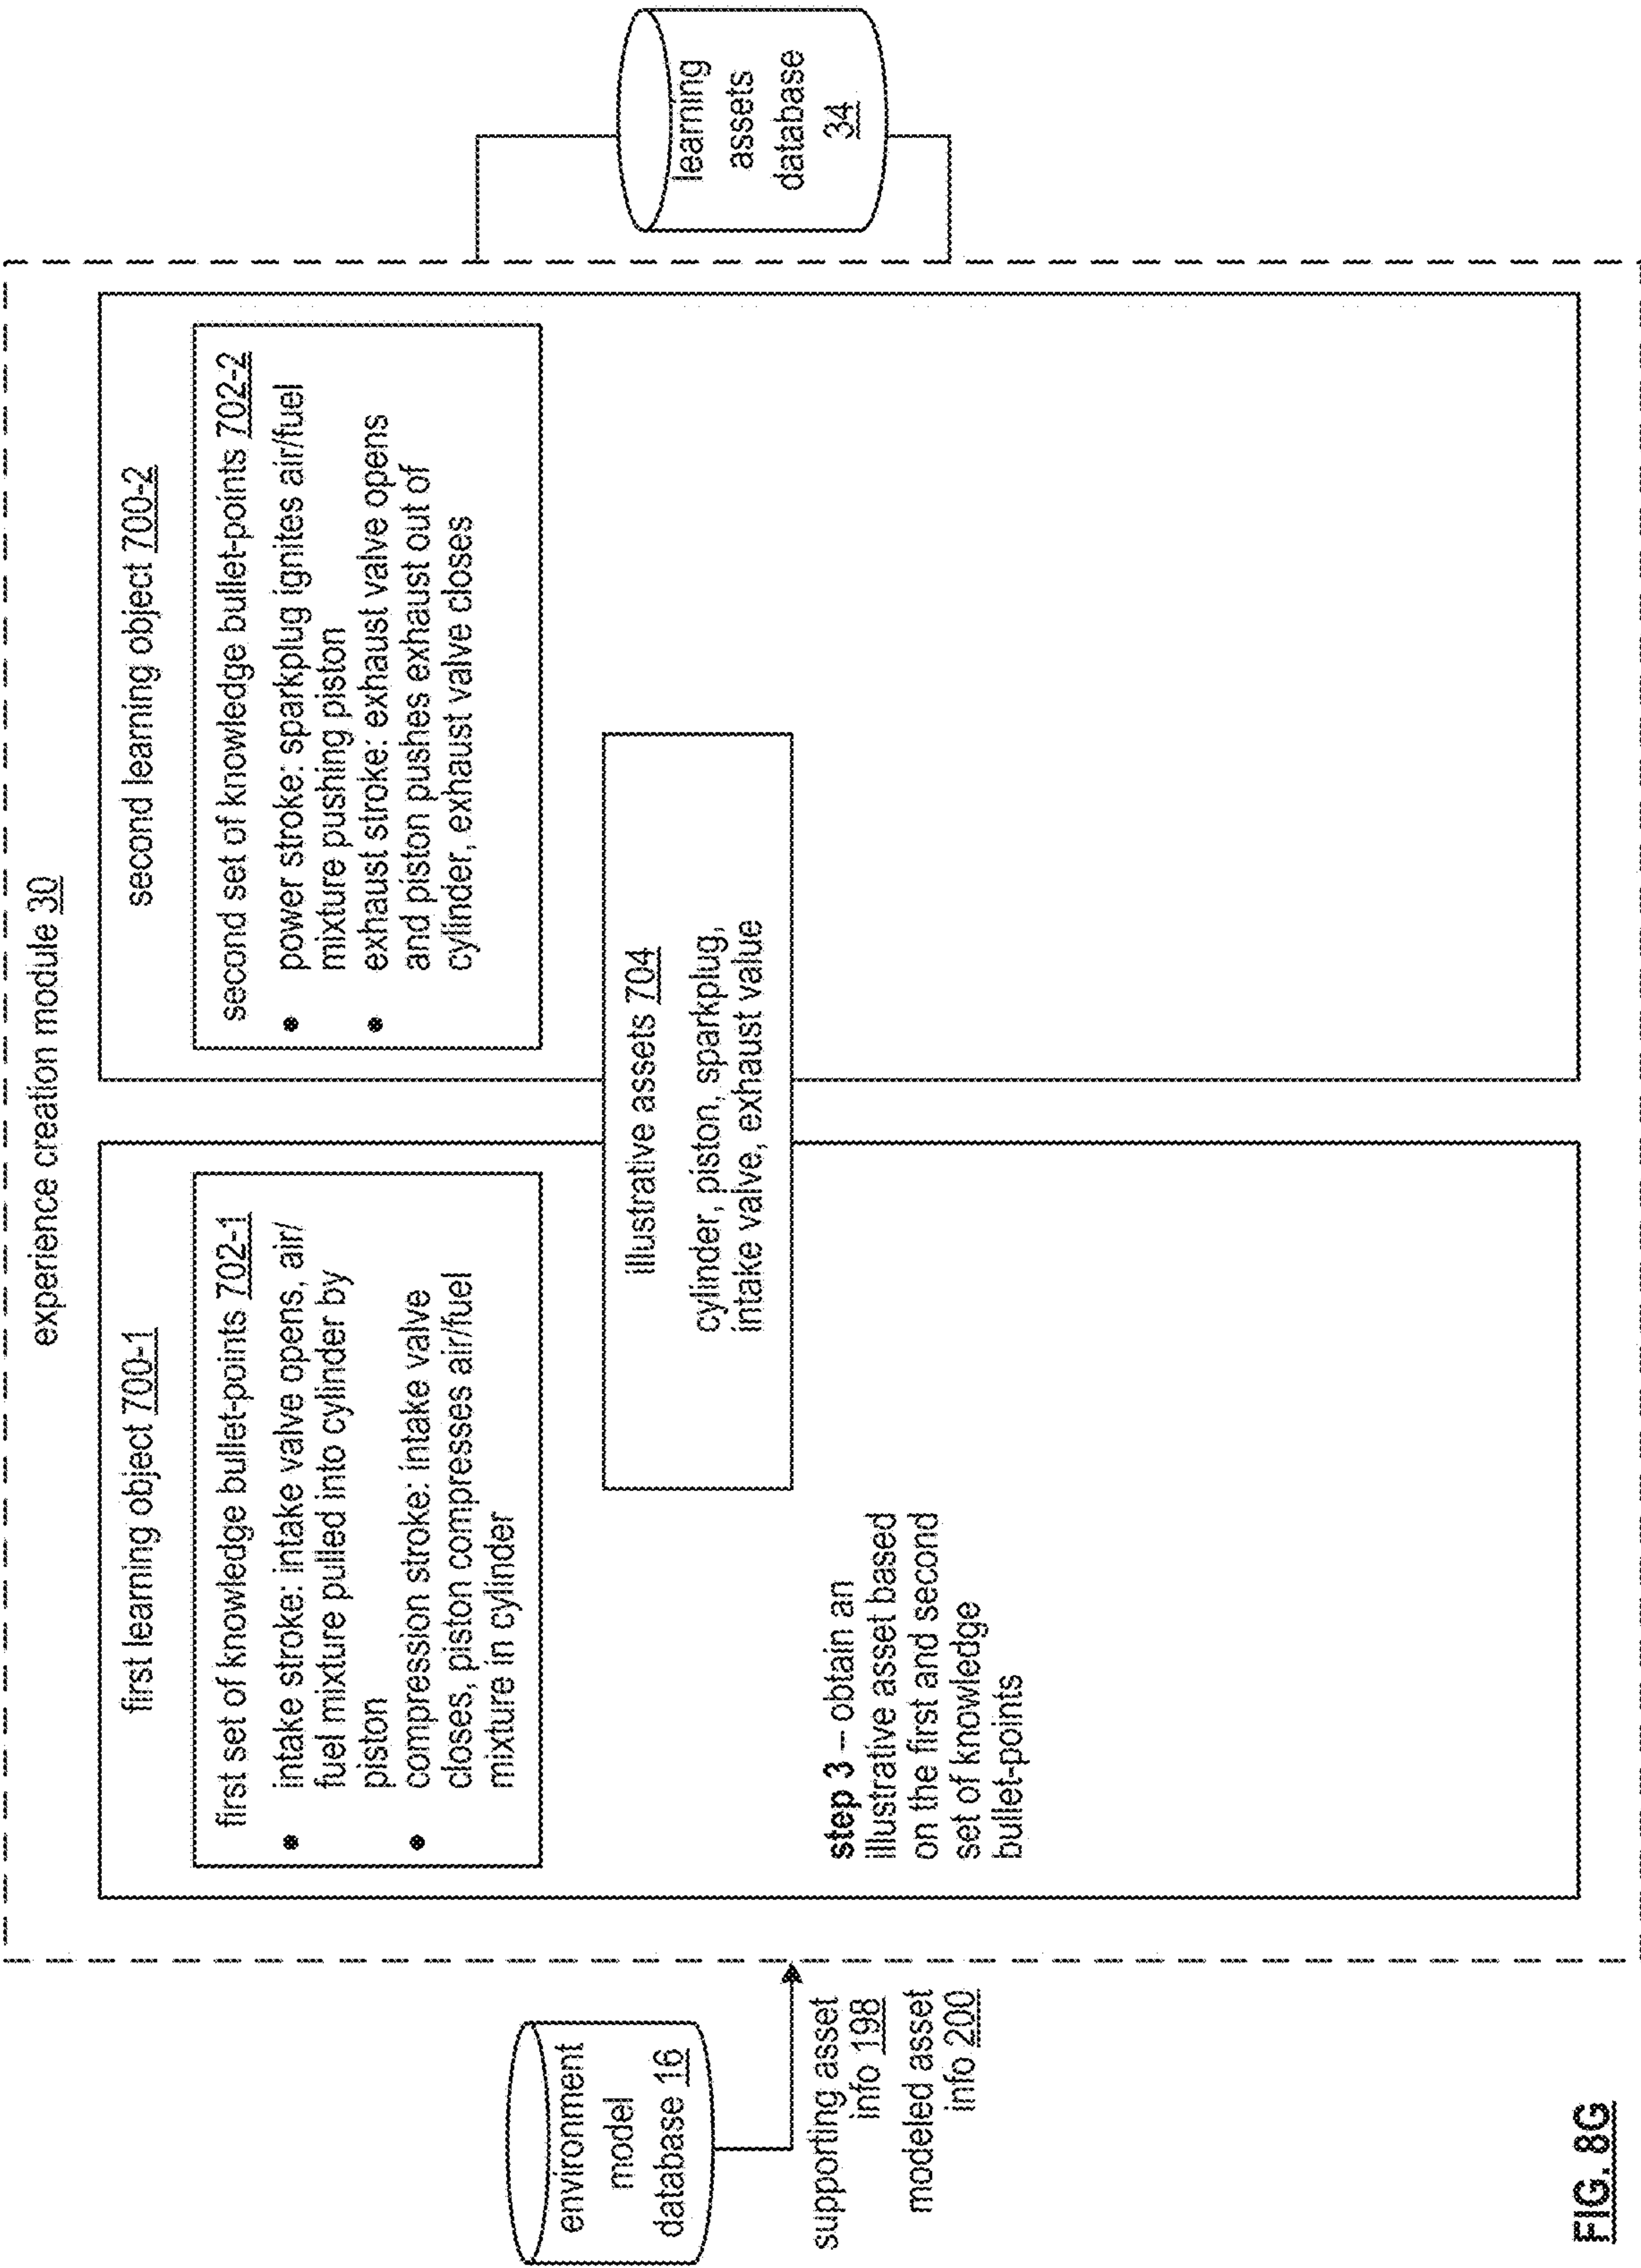 experience creation module 30
first learning object 700-1
first set of knowledge bullet-points 702-1
• intake stroke: intake valve opens, air/
fuel mixture pulled into cylinder by
piston
• compression stroke: intake valve
closes, piston compresses air/fuel
mixture in cylinder
second learning object 700-2
second set of knowledge bullet-points 702-2
• power stroke: sparkplug ignites air/fuel
mixture pushing piston
• exhaust stroke: exhaust valve opens
and piston pushes exhaust out of
cylinder, exhaust valve closes
illustrative assets 704
cylinder, piston, sparkplug,
intake valve, exhaust value
step 3 – obtain an
illustrative asset based
on the first and second
set of knowledge
bullet-points
environment
model
database 16
supporting asset
info 198
modeled asset
info 200
learning
assets
database
34
FIG. 8G